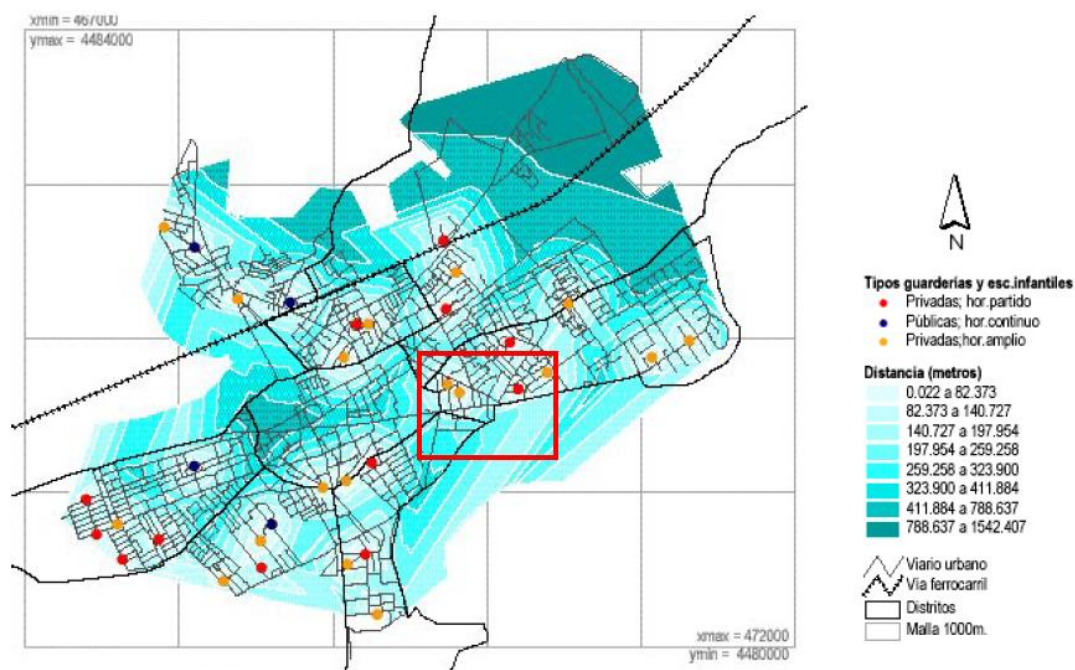 xmin = 467000
ymax = 4484000
N
Tipos guarderías y esc.infantiles
Privadas; hor.partido
Públicas; hor.continuo
Privadas;hor.amplio
Distancia (metros)
0.022 a 82.373
82.373 a 140.727
140.727 a 197.954
197.954 a 259.258
259.258 a 323.900
323.900 a 411.884
411.884 a 788.637
788.637 a 1542.407
Viario urbano
Via ferrocarril
Distritos
Malla 1000m.
xmax = 472000
ymin = 4480000